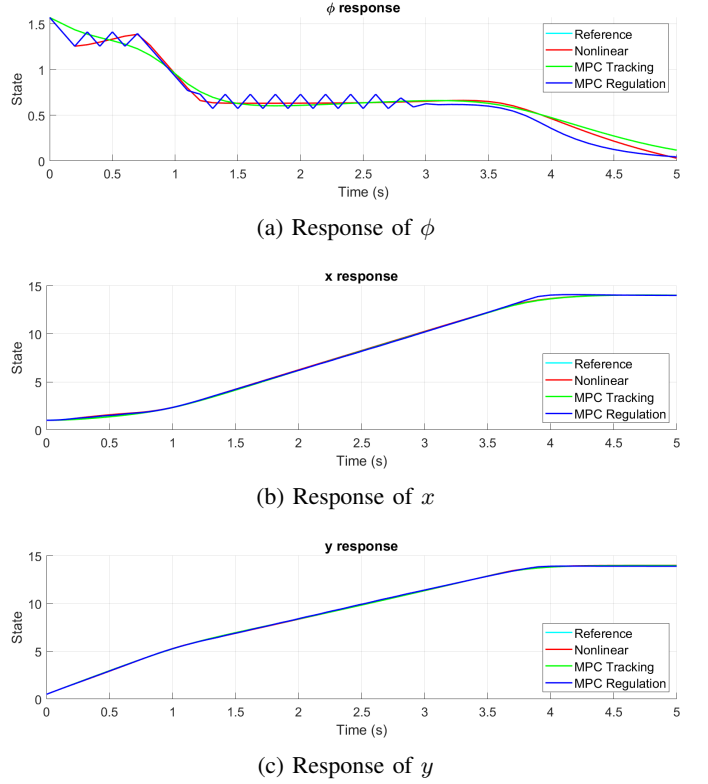 ϕ response
1.5
1
0.5
0
State
0 0.5 1 1.5 2 2.5 3 3.5 4 4.5 5
Time (s)
Reference
Nonlinear
MPC Tracking
MPC Regulation
(a) Response of ϕ
x response
15
10
5
0
State
0 0.5 1 1.5 2 2.5 3 3.5 4 4.5 5
Time (s)
Reference
Nonlinear
MPC Tracking
MPC Regulation
(b) Response of x
y response
15
10
5
0
State
0 0.5 1 1.5 2 2.5 3 3.5 4 4.5 5
Time (s)
Reference
Nonlinear
MPC Tracking
MPC Regulation
(c) Response of y